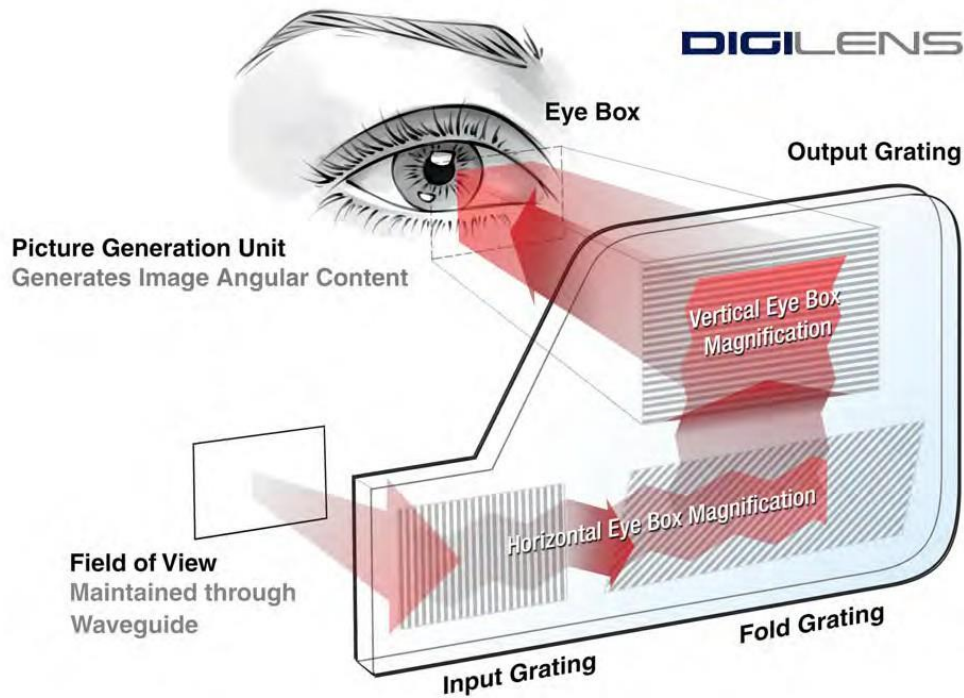 DIGILENS
Eye Box
Output Grating
Picture Generation Unit
Generates Image Angular Content
Vertical Eye Box
Magnification
Horizontal Eye Box Magnification
Field of View
Maintained through
Waveguide
Fold Grating
Input Grating